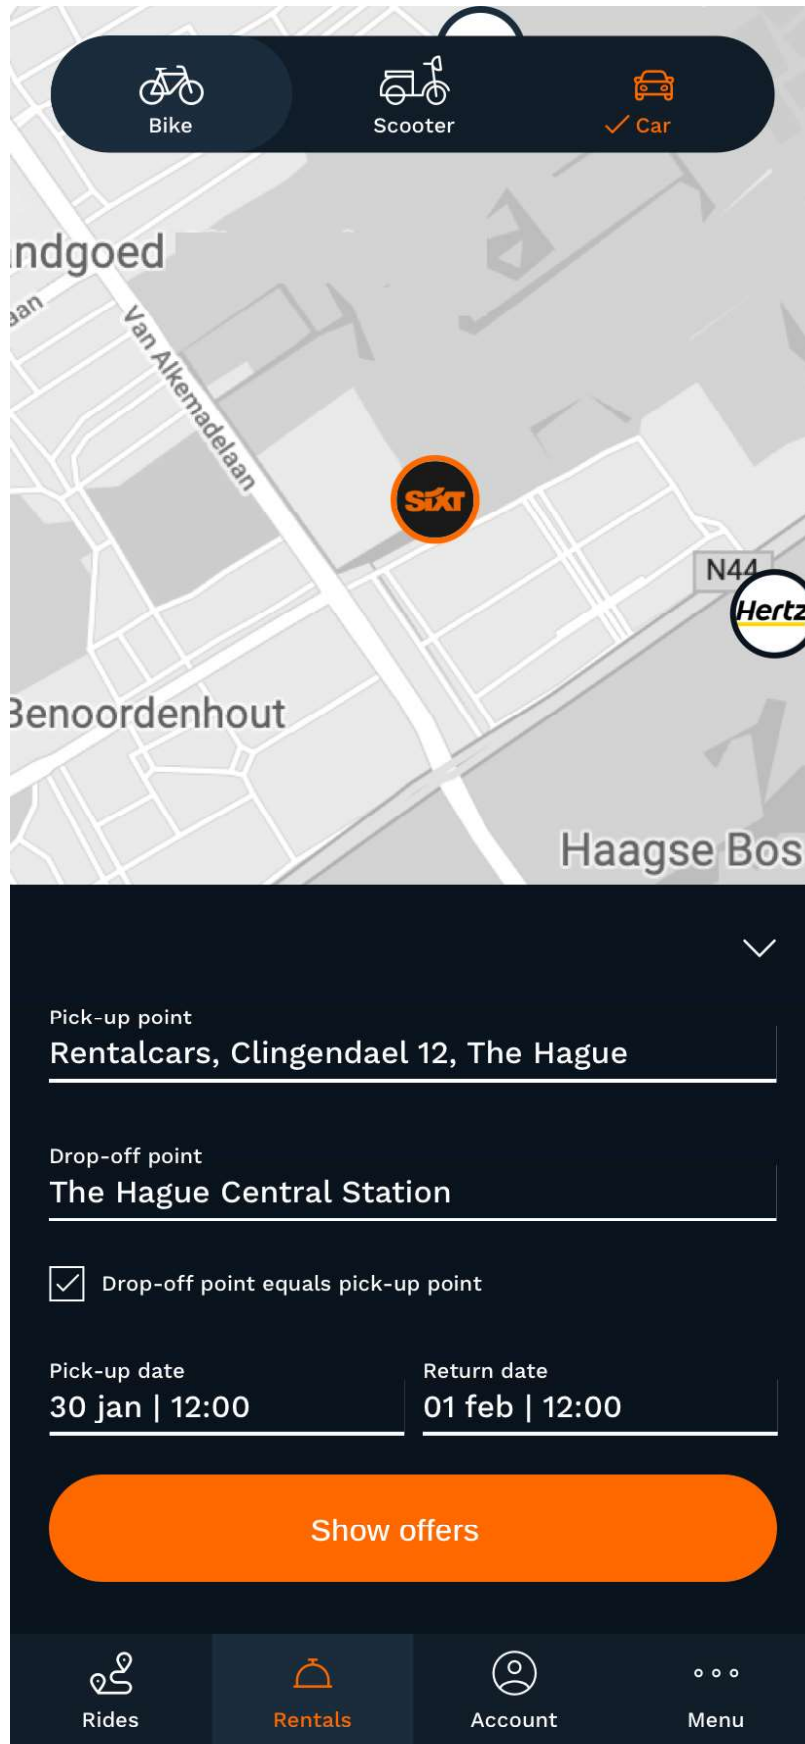 Bike
Scooter
Car
ndgoed
aan
Van Alkemadelaan
SIXT
N44
Hertz
Benoordenhout
Haagse Bos
Pick-up point
Rentalcars, Clingendael 12, The Hague
Drop-off point
The Hague Central Station
Drop-off point equals pick-up point
Pick-up date
Return date
30 jan | 12:00
01 feb | 12:00
Show offers
Rides
Rentals
Account
Menu